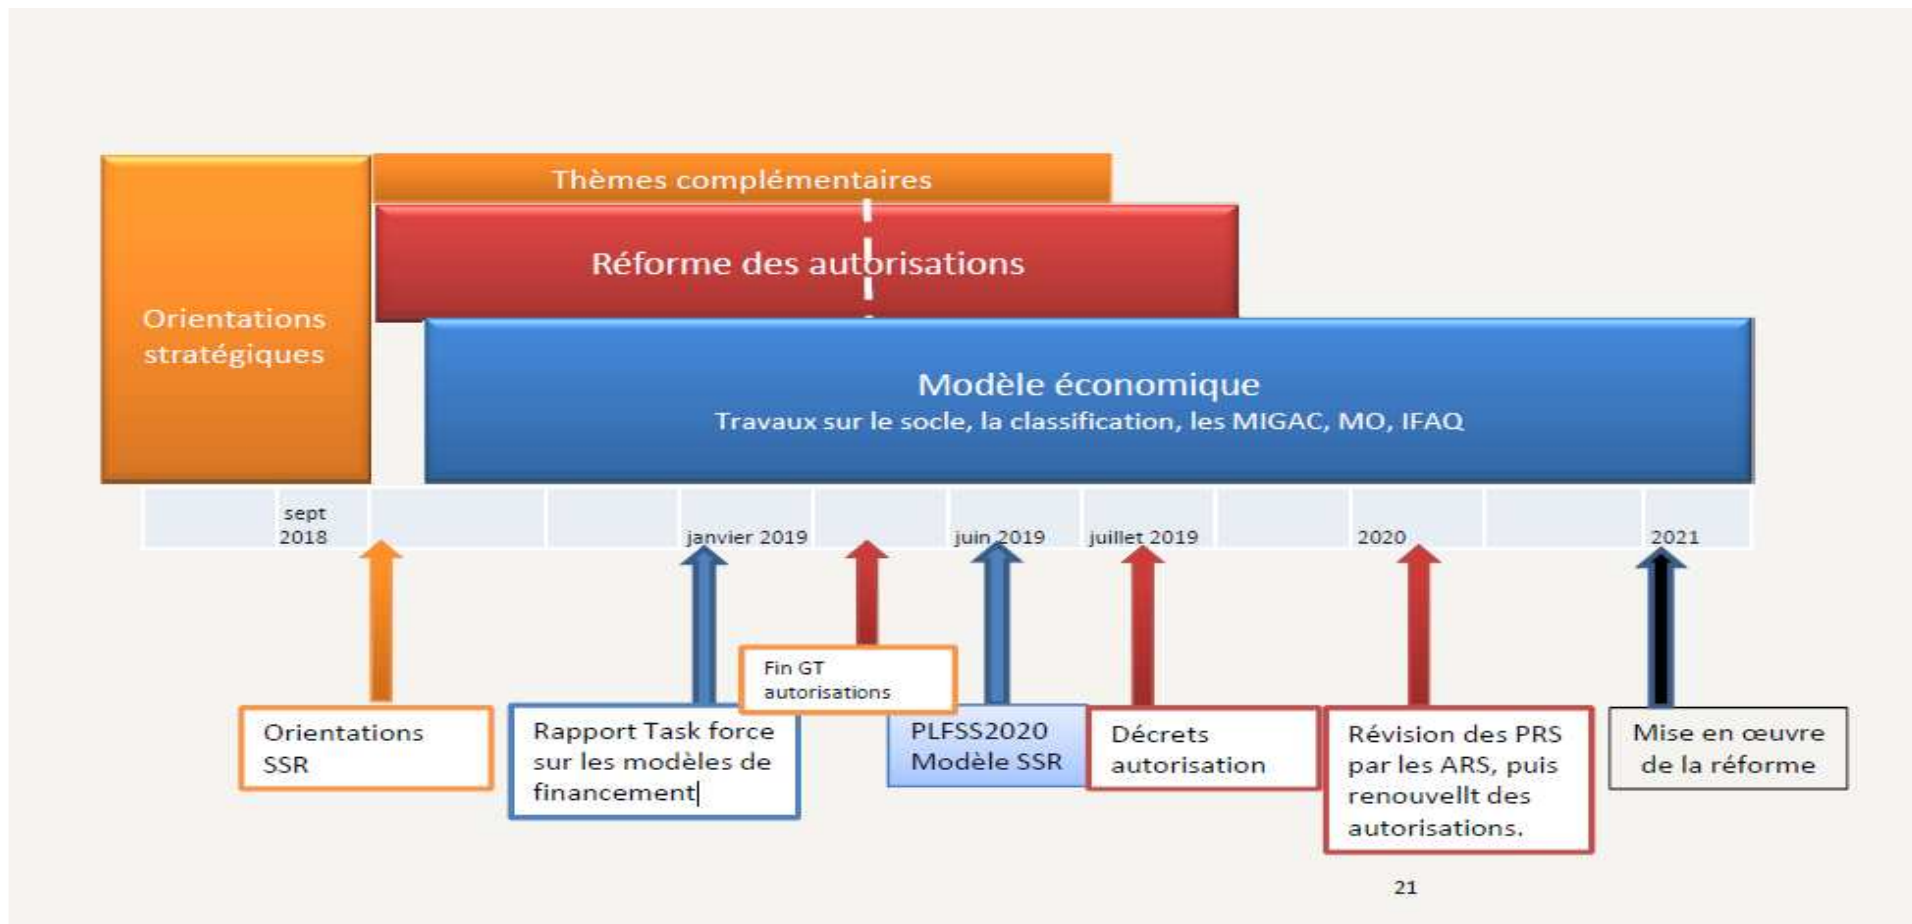 Thèmes complémentaires
Réforme des autorisations
Orientations
stratégiques
Modèle économique
Travaux sur le socle, la classification, les MIGAC, MO, IFAQ
sept
2018
janvier 2019
juin 2019
juillet 2019
2020
2021
Fin GT
autorisations
Orientations
SSR
Rapport Task force
sur les modèles de
financement
PLFSS2020
Modèle SSR
Décrets
autorisation
Révision des PRS
par les ARS, puis
renouvellt des
autorisations.
Mise en œuvre
de la réforme
21